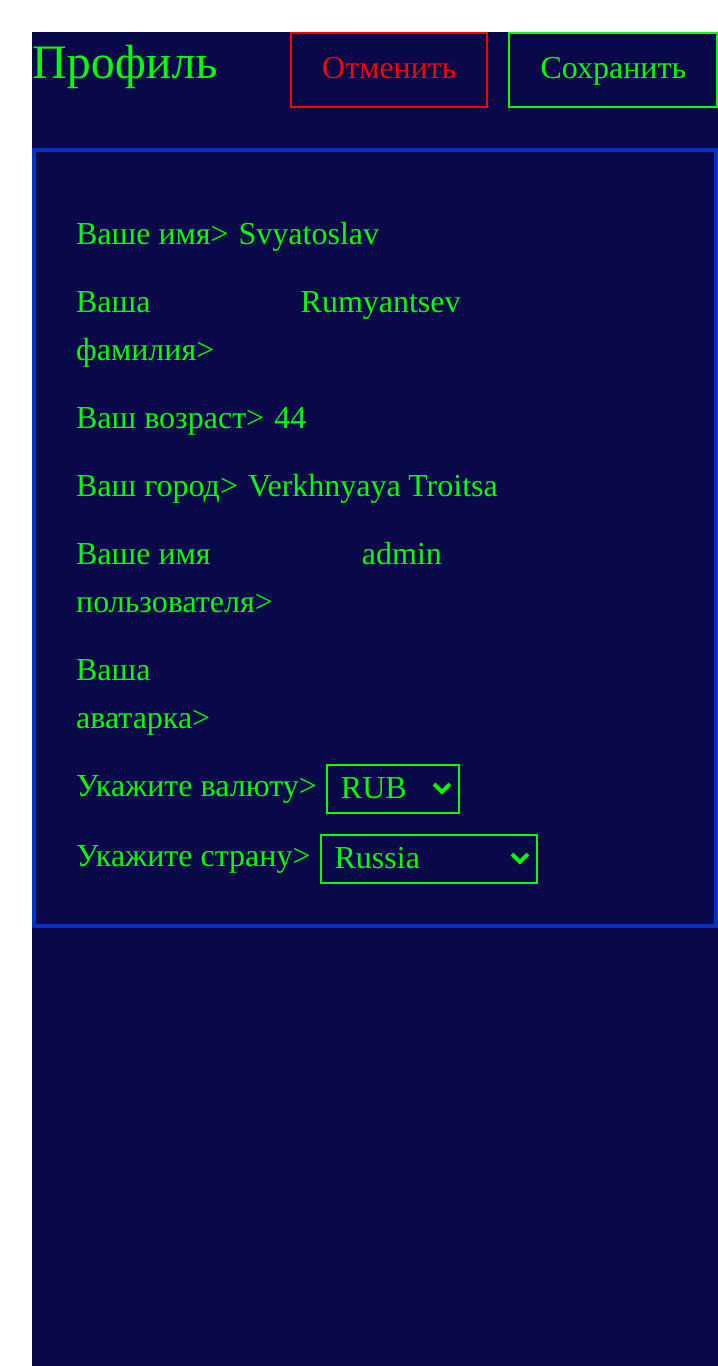 Профиль Отменить Сохранить
Ваше имя> Svyatoslav
Ваша Rumyantsev
фамилия>
Ваш возраст> 44
Ваш город> Verkhnyaya Troitsa
Ваше имя admin
пользователя>
Ваша
аватарка>
Укажите валюту> RUB
Укажите страну> Russia